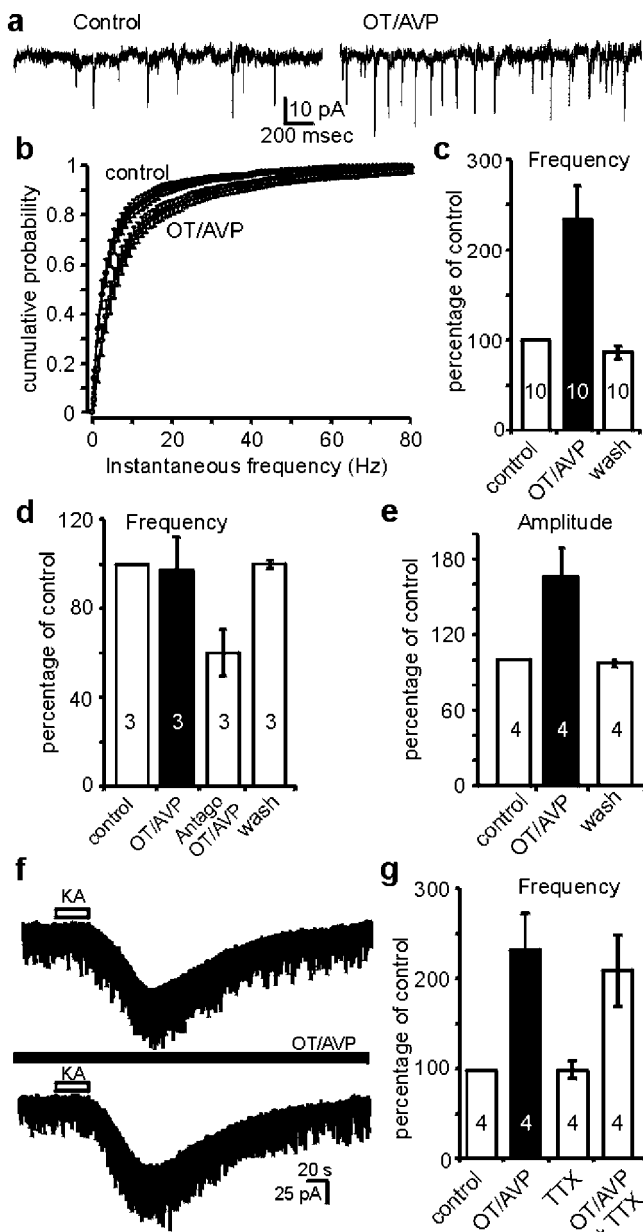 a
Control
OT/AVP
10 pA
200 msec
b
1
0.8
0.6
0.4
0.2
0
cumulative probability
control
OT/AVP
0 20 40 60 80
Instantaneous frequency (Hz)
c
Frequency
300
200
100
0
percentage of control
10 10 10
control OT/AVP wash
d
Frequency
120
80
40
0
percentage of control
3 3 3 3
control OT/AVP Antago OT/AVP wash
e
Amplitude
160
120
80
40
0
percentage of control
4 4 4
control OT/AVP wash
f
KA
OT/AVP
KA
20 s
25 pA
g
Frequency
300
200
100
0
percentage of control
4 4 4 4
control OT/AVP TTX OT/AVP + TTX